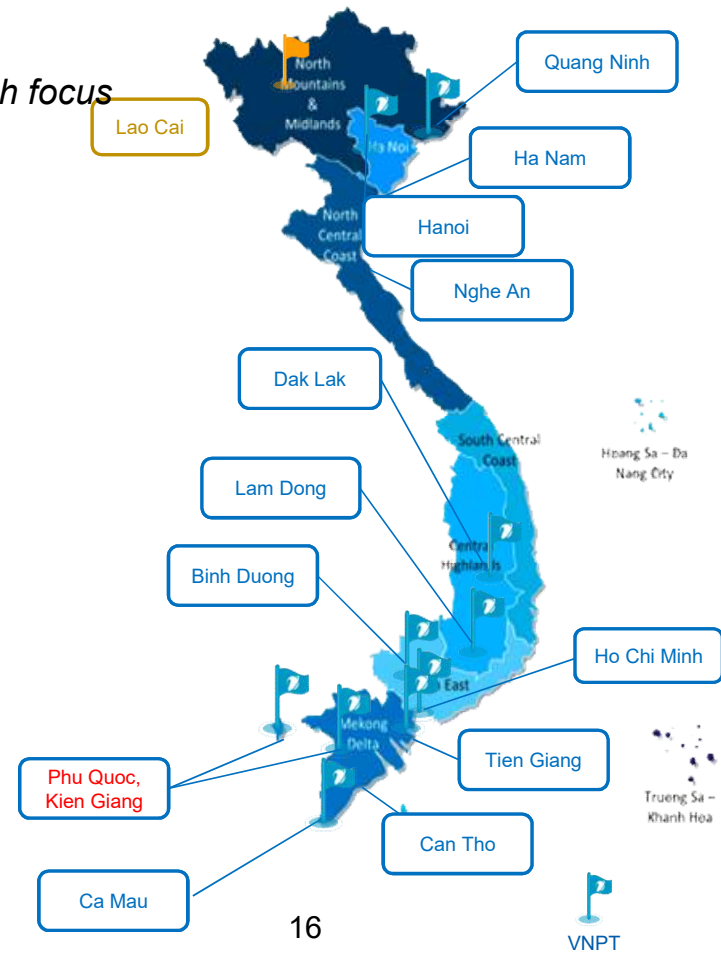 h focus
North
Mountains
&
Midlands
Quang Ninh
Lao Cai
Ha Noi
Ha Nam
North
Central
Coast
Hanoi
Nghe An
Dak Lak
South Central
Coast
Hoang Sa – Da
Nang City
Lam Dong
Central
Highlands
Binh Duong
Ho Chi Minh
East
Mekong
Delta
Tien Giang
Phu Quoc,
Kien Giang
Truong Sa –
Khanh Hoa
Can Tho
Ca Mau
16
VNPT